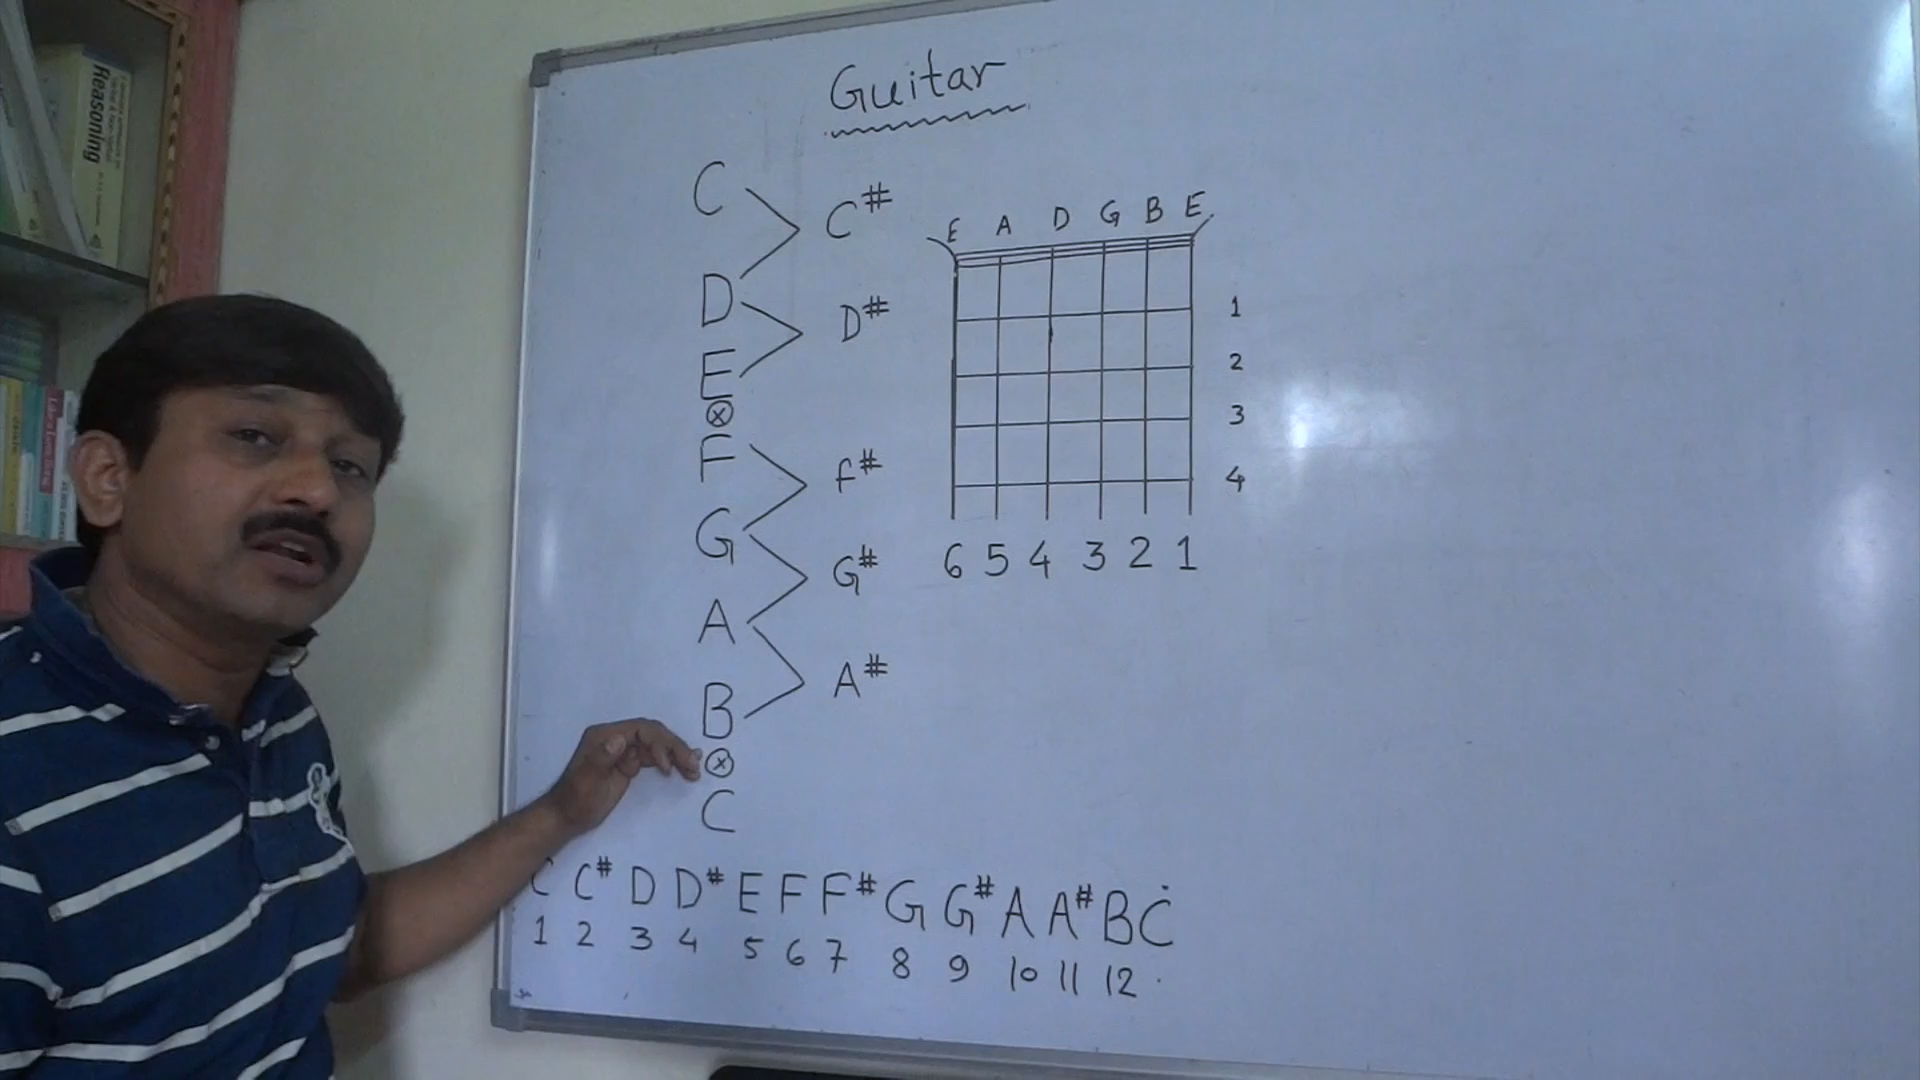 Guitar
C
C#
D
D#
E
⊗
F
F#
G
G#
A
A#
B
⊗
C
E A D G B E
1
2
3
4
6 5 4 3 2 1
C C# D D# E F F# G G# A A# B Ċ
1 2 3 4 5 6 7 8 9 10 11 12
Reasoning